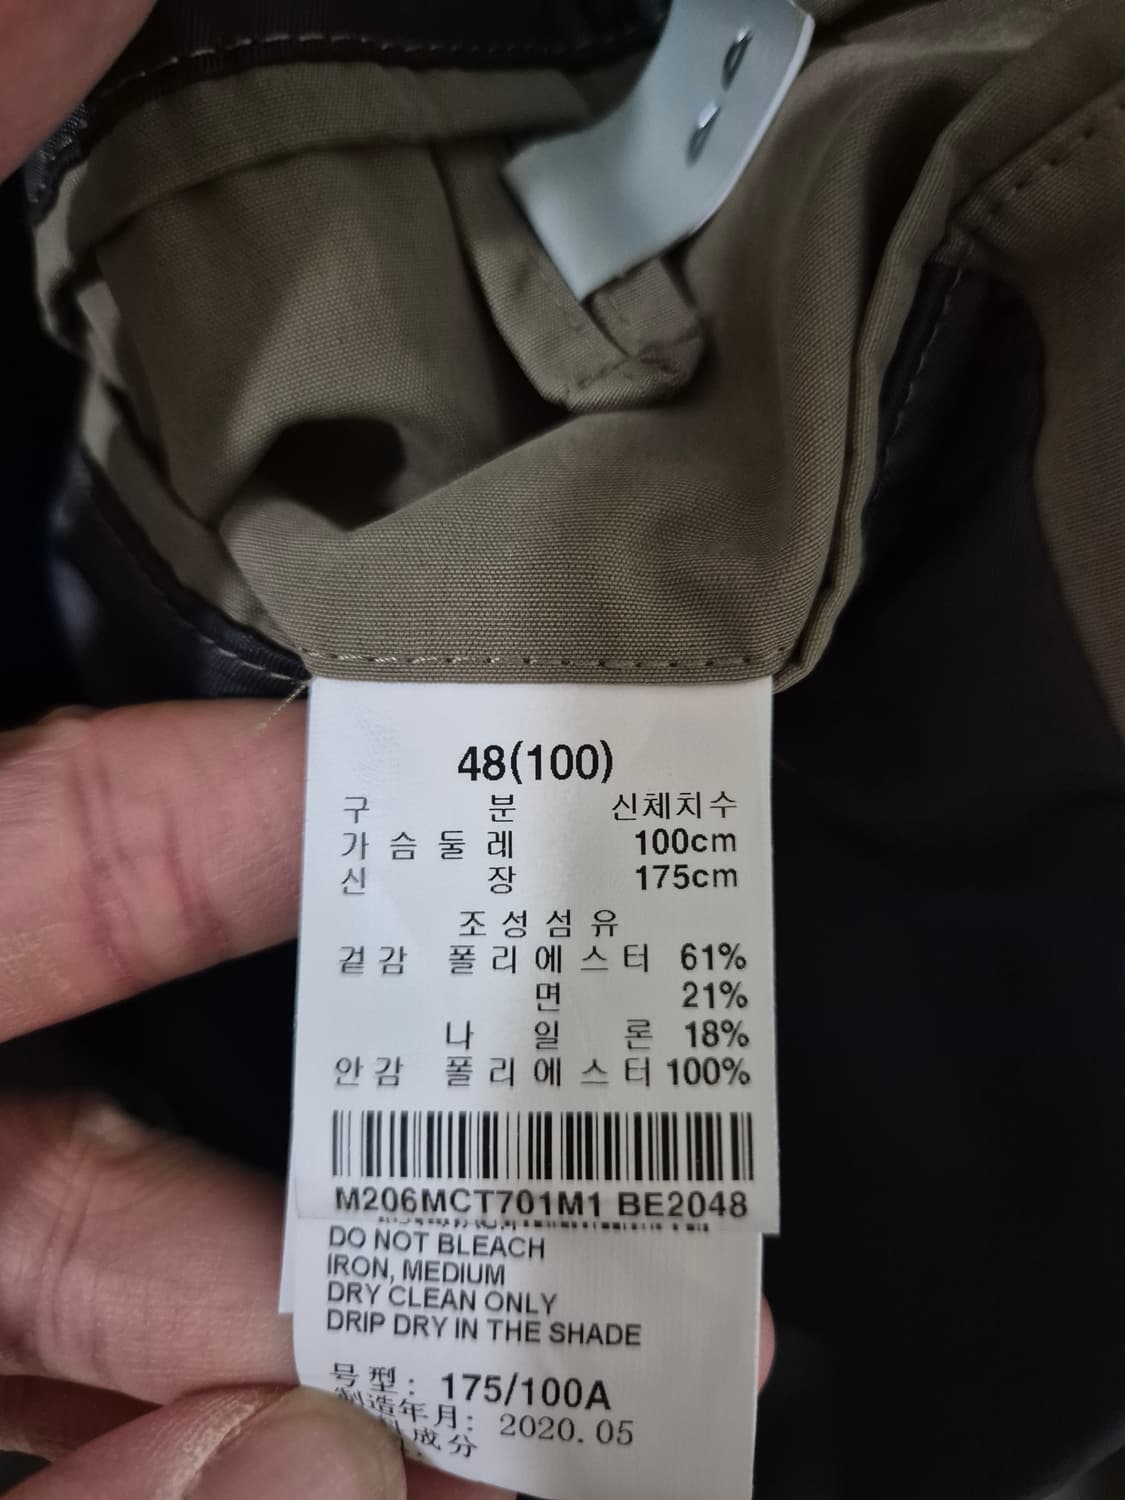 48(100)
구 분 신체치수
가슴둘레 100cm
신 장 175cm
조성섬유
겉감 폴리에스터 61%
면 21%
나일론 18%
안감 폴리에스터 100%
M206MCT701M1 BE2048
DO NOT BLEACH
IRON, MEDIUM
DRY CLEAN ONLY
DRIP DRY IN THE SHADE
号型: 175/100A
制造年月: 2020.05
成分